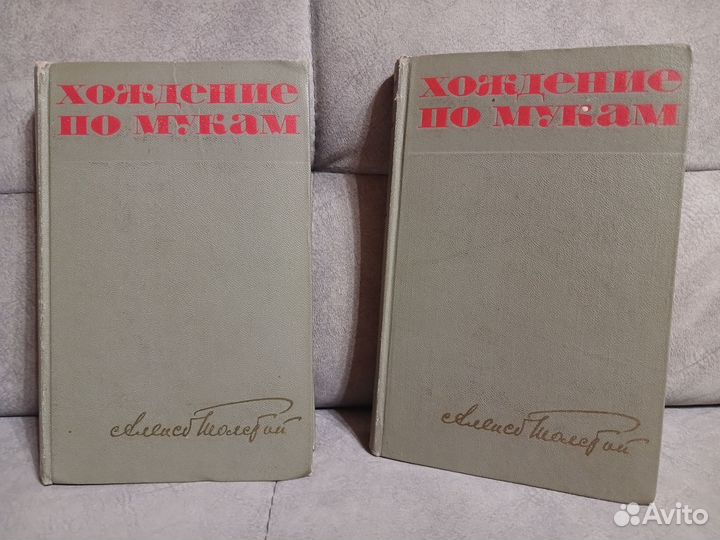 ХОЖДЕНИЕ
ПО МУКАМ
Алексей Толстой
ХОЖДЕНИЕ
ПО МУКАМ
Алексей Толстой
Avito